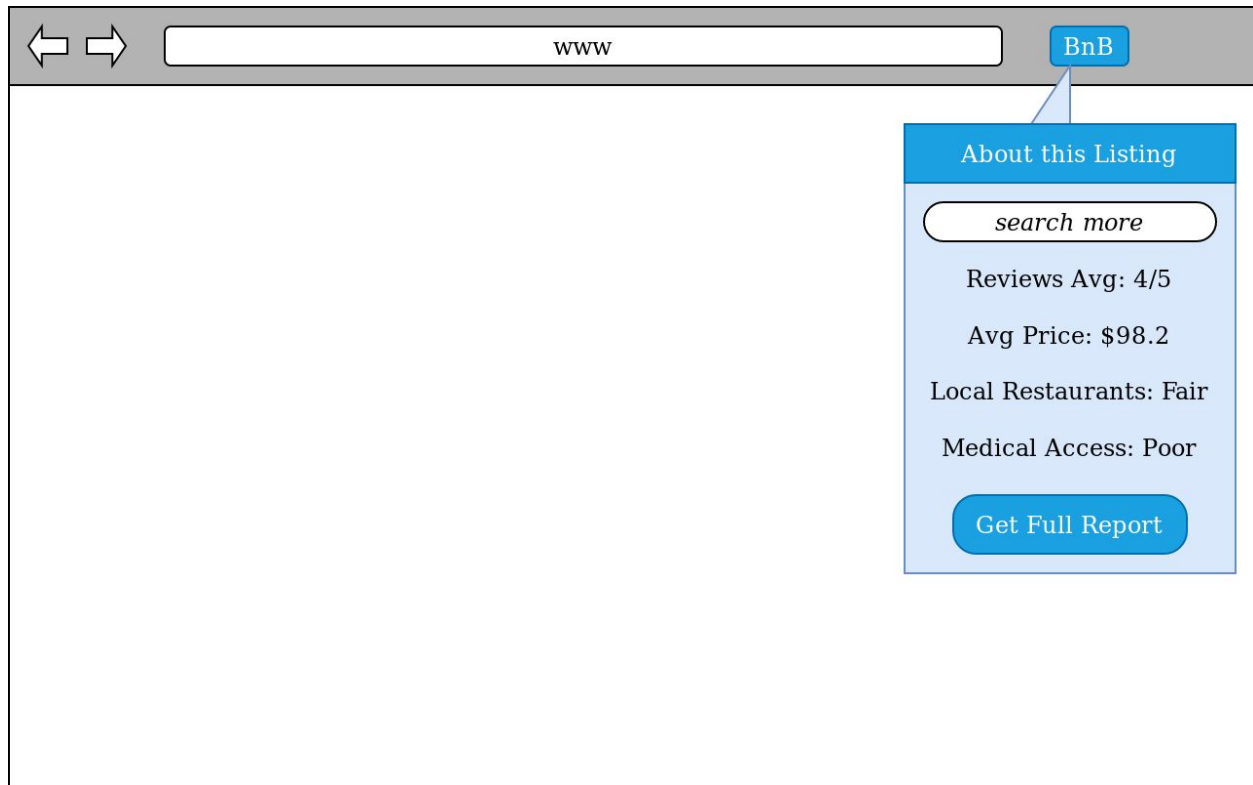 www
BnB
About this Listing
search more
Reviews Avg: 4/5
Avg Price: $98.2
Local Restaurants: Fair
Medical Access: Poor
Get Full Report